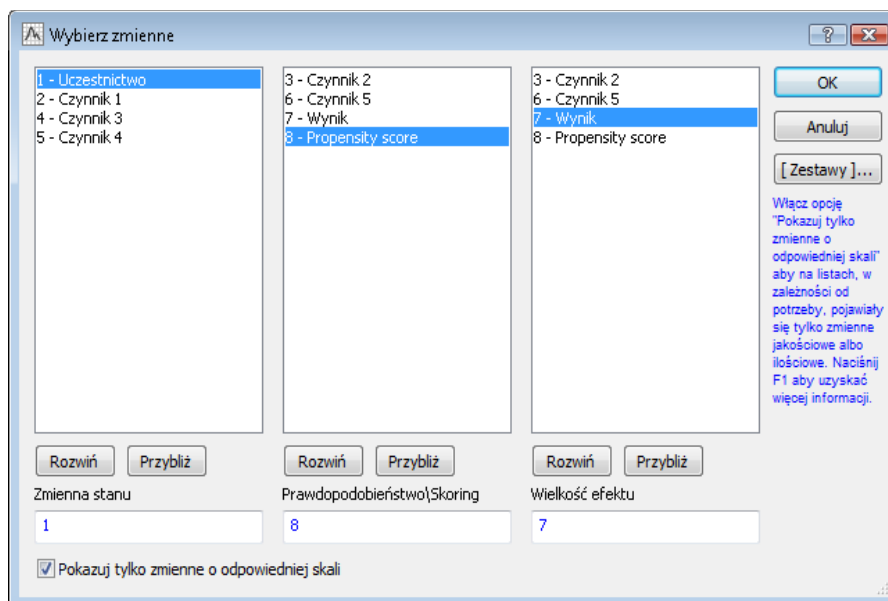 Wybierz zmienne
?
1 - Uczestnictwo
2 - Czynnik 1
4 - Czynnik 3
5 - Czynnik 4
3 - Czynnik 2
6 - Czynnik 5
7 - Wynik
8 - Propensity score
3 - Czynnik 2
6 - Czynnik 5
7 - Wynik
8 - Propensity score
OK
Anuluj
[ Zestawy ]...
Włącz opcję
"Pokazuj tylko
zmienne o
odpowiedniej skali"
aby na listach, w
zależności od
potrzeby, pojawiały
się tylko zmienne
jakościowe albo
ilościowe. Naciśnij
F1 aby uzyskać
więcej informacji.
Rozwiń Przybliż Rozwiń Przybliż Rozwiń Przybliż
Zmienna stanu Prawdopodobieństwo\Skoring Wielkość efektu
1 8 7
Pokazuj tylko zmienne o odpowiedniej skali